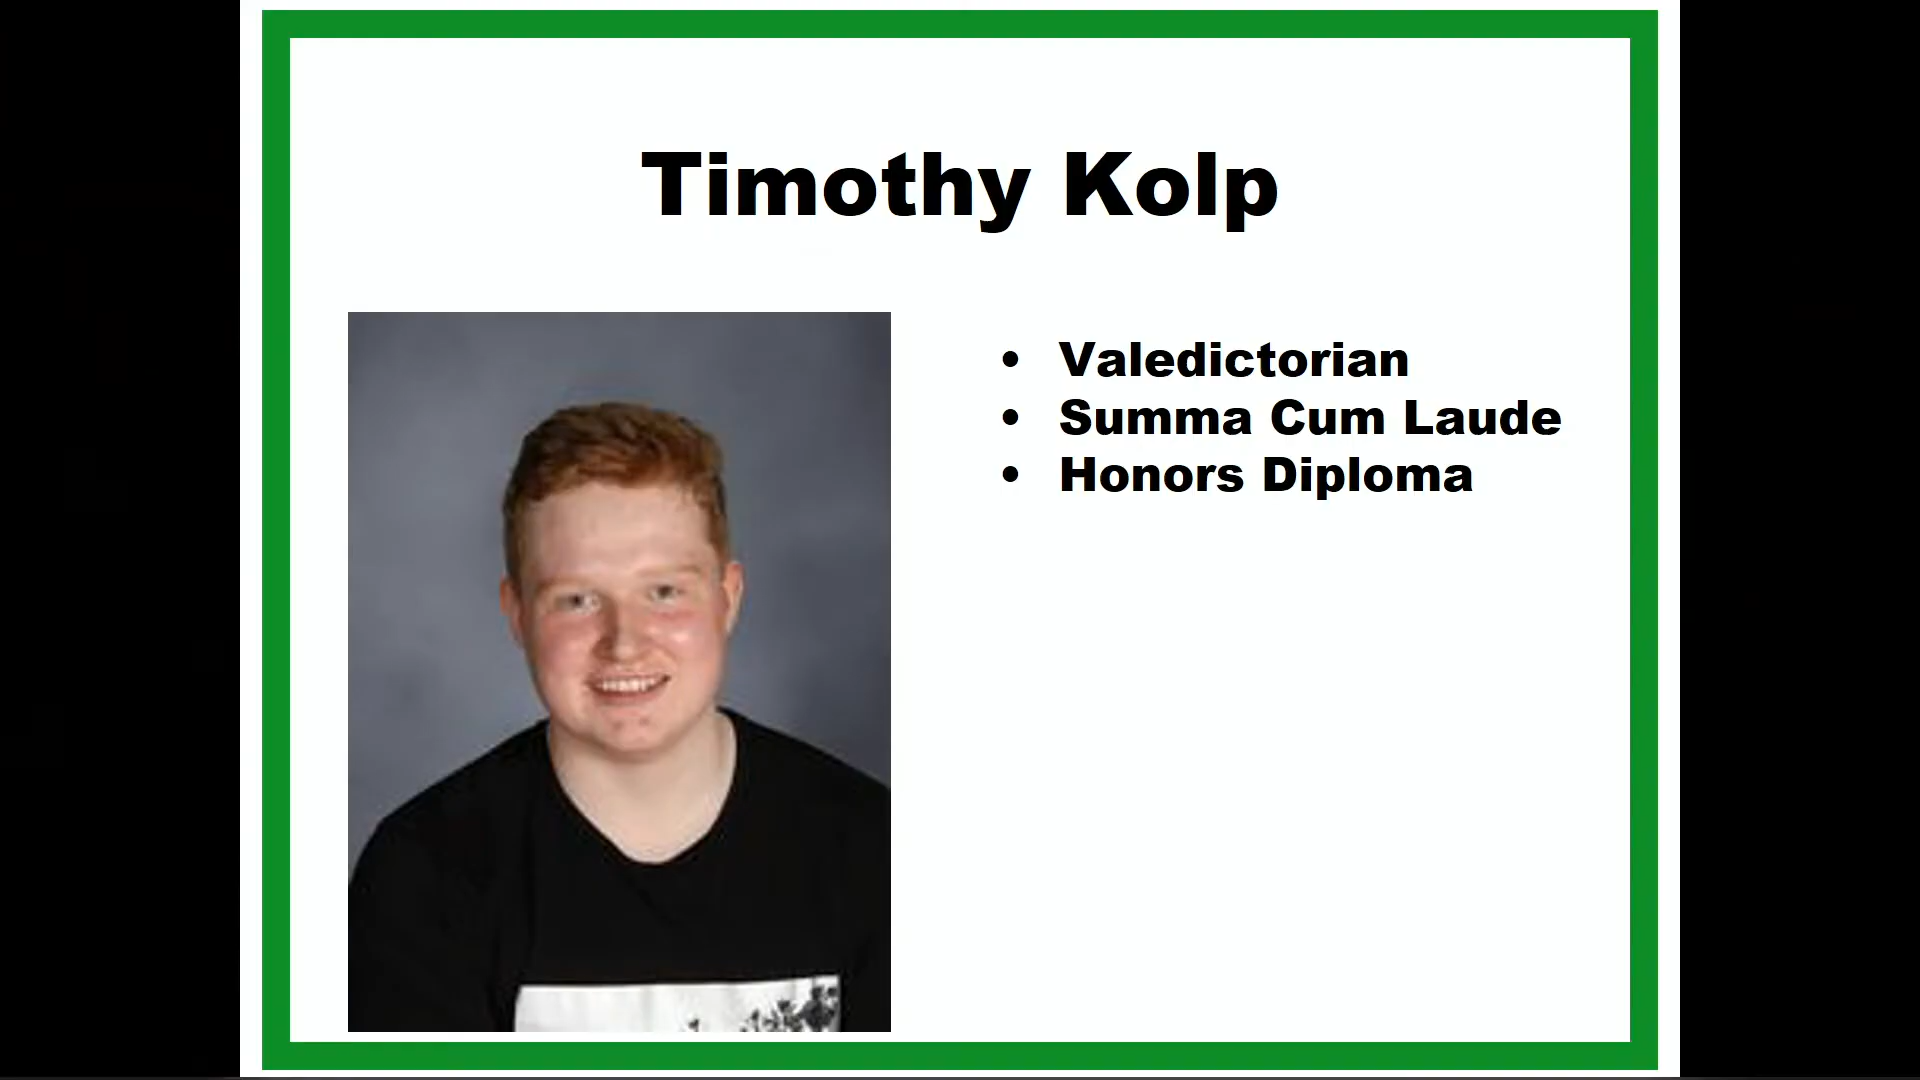 Timothy Kolp
• Valedictorian
• Summa Cum Laude
• Honors Diploma